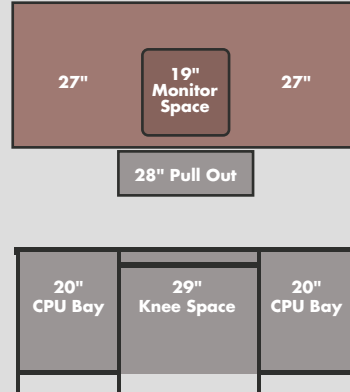 27"
19"
Monitor
Space
27"
28" Pull Out
20"
CPU Bay
29"
Knee Space
20"
CPU Bay